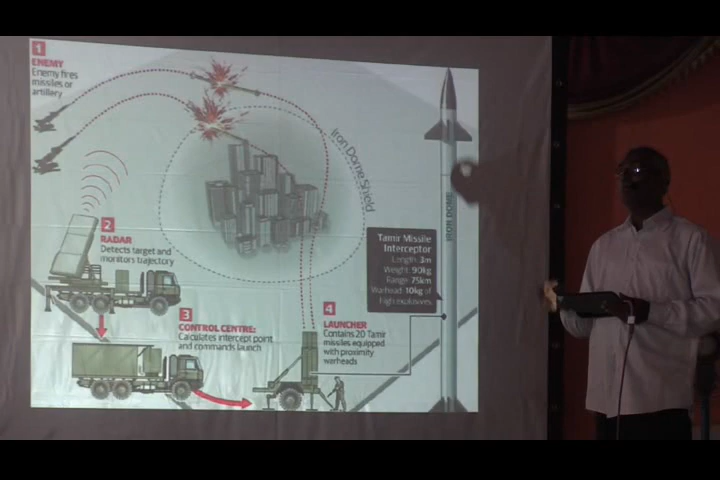 1
ENEMY
Enemy fires
missiles or
artillery
Iron Dome Shield
2
RADAR
Detects target and
monitors trajectory
3
CONTROL CENTRE:
Calculates intercept point
and commands launch
4
LAUNCHER
Contains 20 Tamir
missiles equipped
with proximity
warheads
Tamir Missile
Interceptor
Length: 3m
Weight: 90kg
Range: 75km
Warhead: 10kg of
high explosives
IRON DOME